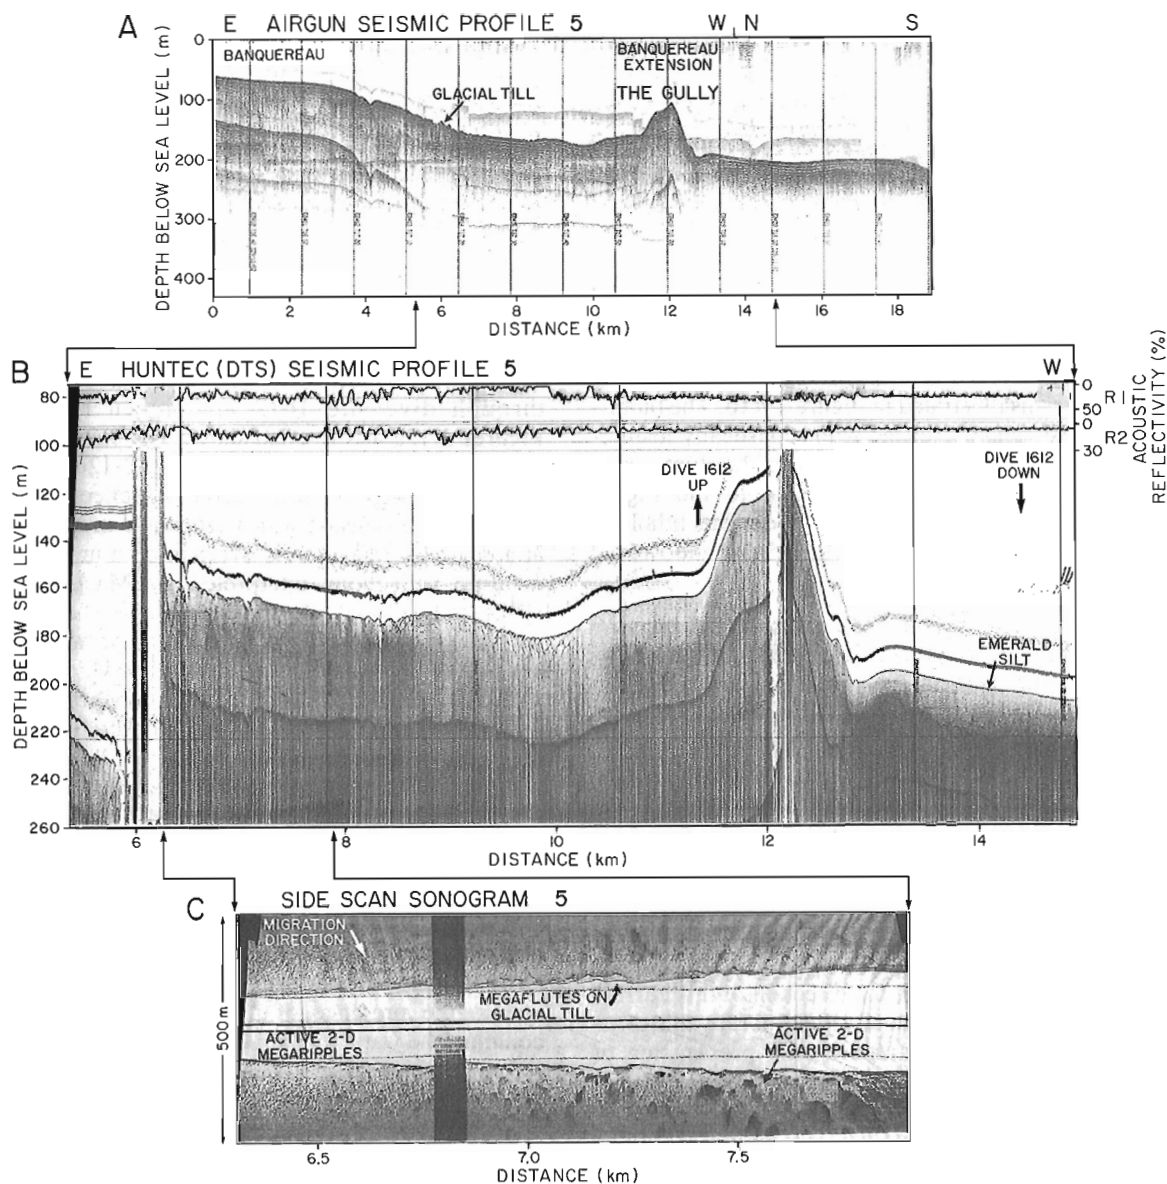 A
E AIRGUN SEISMIC PROFILE 5 W N S
DEPTH BELOW SEA LEVEL (m)
0
100
200
300
400
BANQUEREAU
GLACIAL TILL
BANQUEREAU
EXTENSION
THE GULLY
0 2 4 6 8 10 12 14 16 18
DISTANCE (km)
B
E HUNTEC (DTS) SEISMIC PROFILE 5 W
DEPTH BELOW SEA LEVEL (m)
80
100
120
140
160
180
200
220
240
260
0
R1
50
0
R2
30
ACOUSTIC
REFLECTIVITY (%)
DIVE 1612
UP
DIVE 1612
DOWN
EMERALD
SILT
6 8 10 12 14
DISTANCE (km)
C
SIDE SCAN SONOGRAM 5
500m
MIGRATION
DIRECTION
MEGAFLUTES ON
GLACIAL TILL
ACTIVE 2-D
MEGARIPPLES
ACTIVE 2-D
MEGARIPPLES
6.5 7.0 7.5
DISTANCE (km)